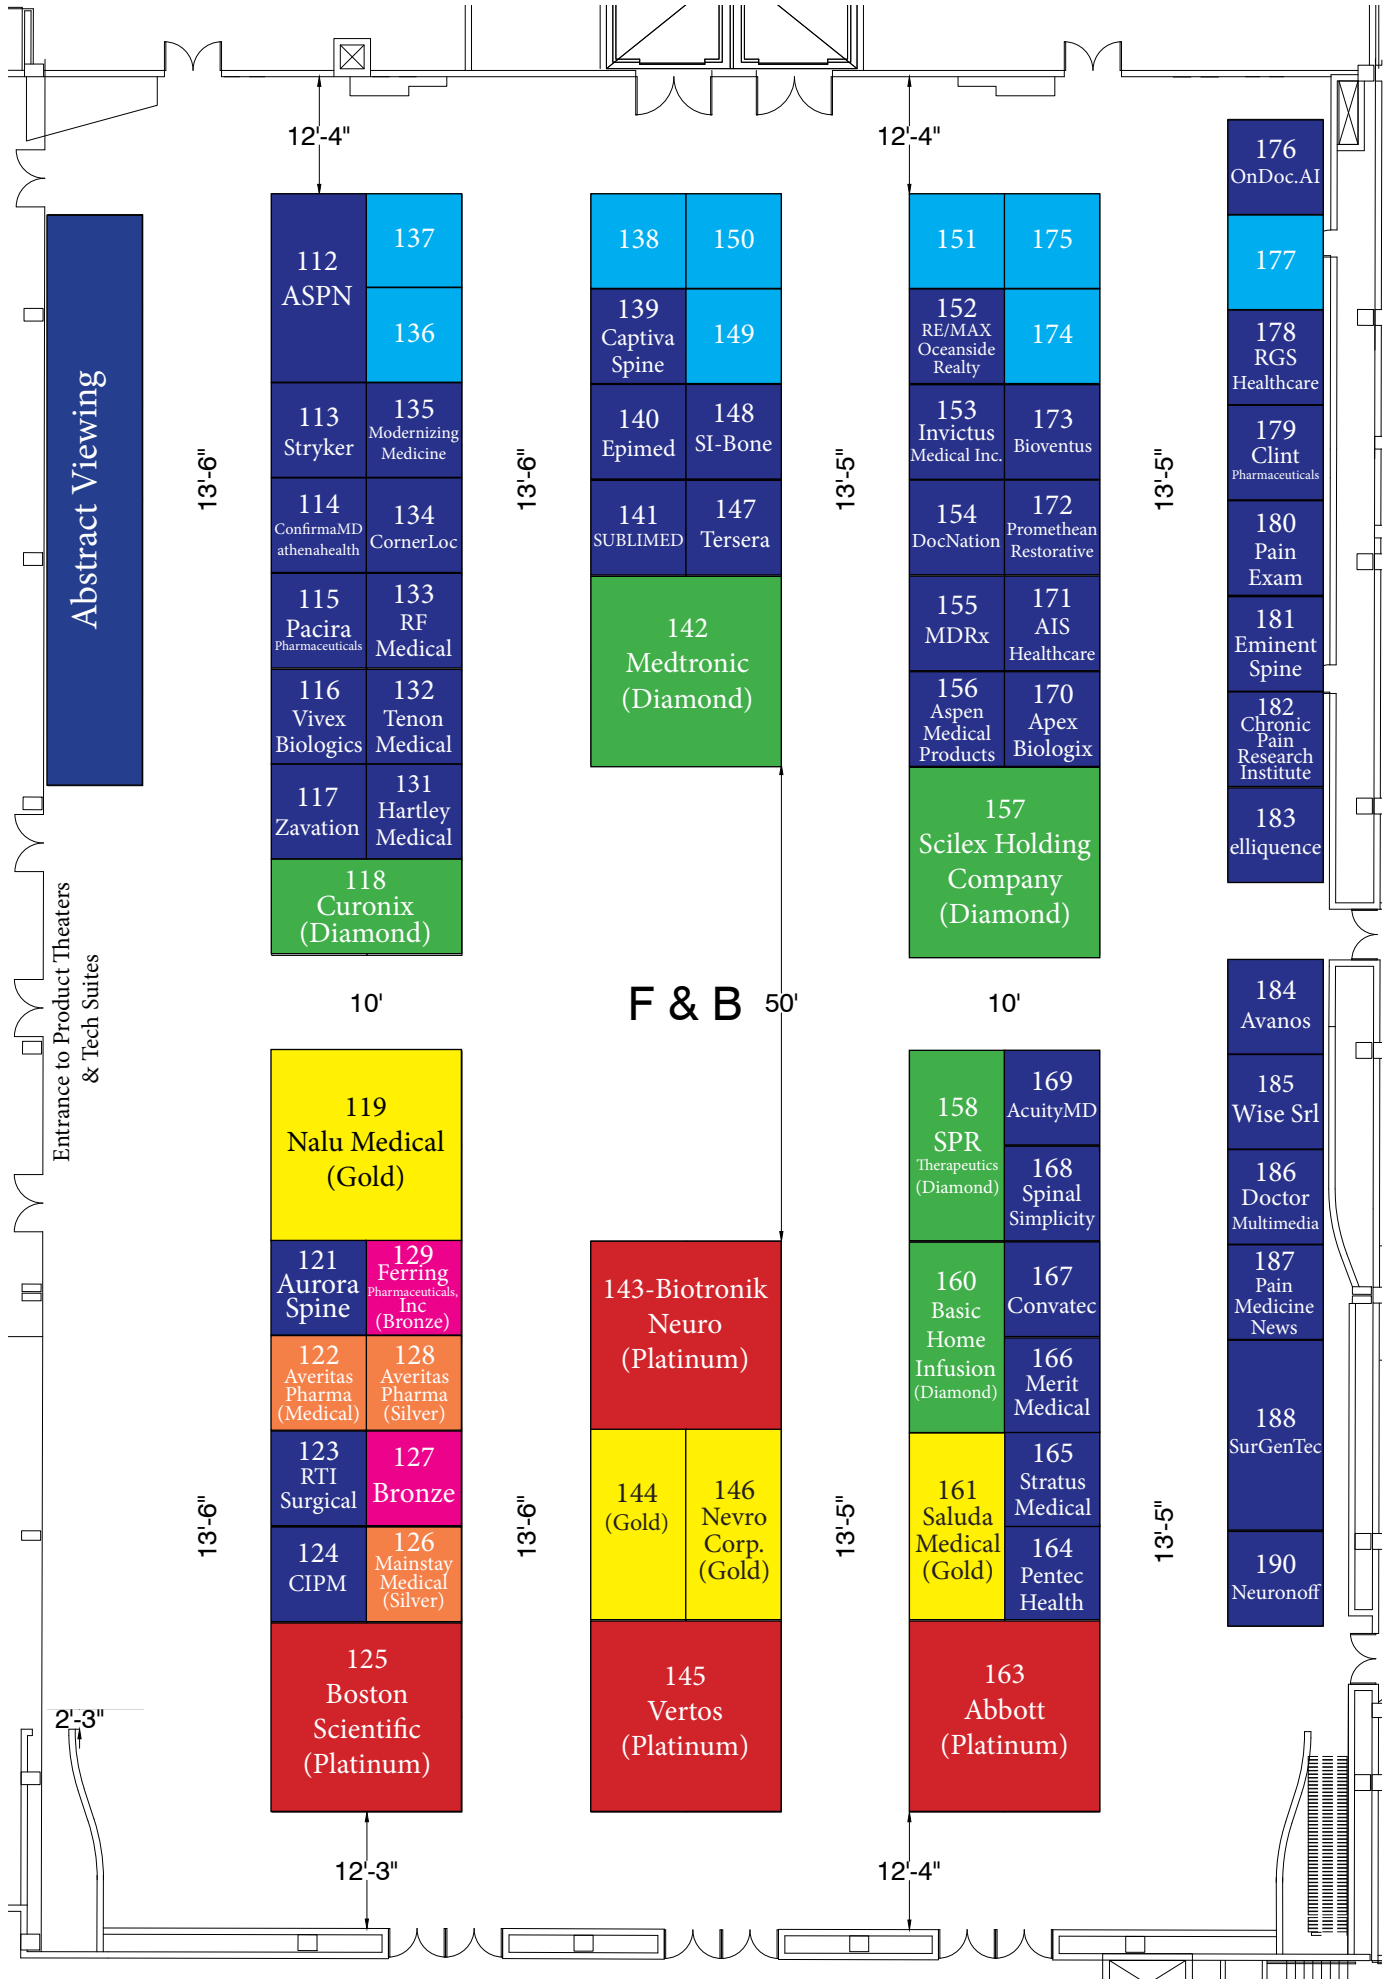 12'-4"
12'-4"
176
OnDoc.AI
112
ASPN
137
136
138
150
139
Captiva
Spine
149
151
175
152
RE/MAX
Oceanside
Realty
174
177
178
RGS
Healthcare
Abstract Viewing
13'-6"
113
Stryker
135
Modernizing
Medicine
13'-6"
140
Epimed
148
SI-Bone
13'-5"
153
Invictus
Medical Inc.
173
Bioventus
13'-5"
179
Clint
Pharmaceuticals
114
ConfirmaMD
athenahealth
134
CornerLoc
141
SUBLIMED
147
Tersera
154
DocNation
172
Promethean
Restorative
180
Pain
Exam
115
Pacira
Pharmaceuticals
133
RF
Medical
142
Medtronic
(Diamond)
155
MDRx
171
AIS
Healthcare
181
Eminent
Spine
116
Vivex
Biologics
132
Tenon
Medical
156
Aspen
Medical
Products
170
Apex
Biologix
182
Chronic
Pain
Research
Institute
117
Zavation
131
Hartley
Medical
157
Scilex Holding
Company
(Diamond)
183
elliquence
118
Curonix
(Diamond)
Entrance to Product Theaters
& Tech Suites
10'
F & B
50'
10'
184
Avanos
119
Nalu Medical
(Gold)
158
SPR
Therapeutics
(Diamond)
169
AcuityMD
185
Wise Srl
168
Spinal
Simplicity
186
Doctor
Multimedia
121
Aurora
Spine
129
Ferring
Pharmaceuticals,
Inc
(Bronze)
143-Biotronik
Neuro
(Platinum)
160
Basic
Home
Infusion
(Diamond)
167
Convatec
187
Pain
Medicine
News
122
Averitas
Pharma
(Medical)
128
Averitas
Pharma
(Silver)
166
Merit
Medical
188
SurGenTec
123
RTI
Surgical
127
Bronze
144
(Gold)
146
Nevro
Corp.
(Gold)
161
Saluda
Medical
(Gold)
165
Stratus
Medical
13'-6"
13'-6"
13'-5"
13'-5"
124
CIPM
126
Mainstay
Medical
(Silver)
164
Pentec
Health
190
Neuronoff
125
Boston
Scientific
(Platinum)
145
Vertos
(Platinum)
163
Abbott
(Platinum)
2'-3"
12'-3"
12'-4"